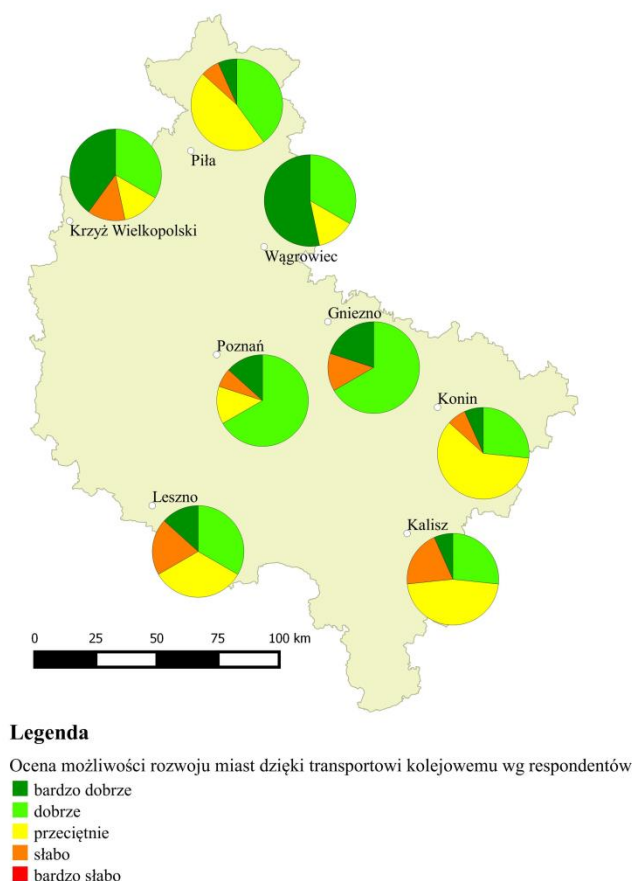 Piła
Krzyż Wielkopolski
Wągrowiec
Gniezno
Poznań
Konin
Leszno
Kalisz
0 25 50 75 100 km
Legenda
Ocena możliwości rozwoju miast dzięki transportowi kolejowemu wg respondentów
bardzo dobrze
dobrze
przeciętnie
słabo
bardzo słabo